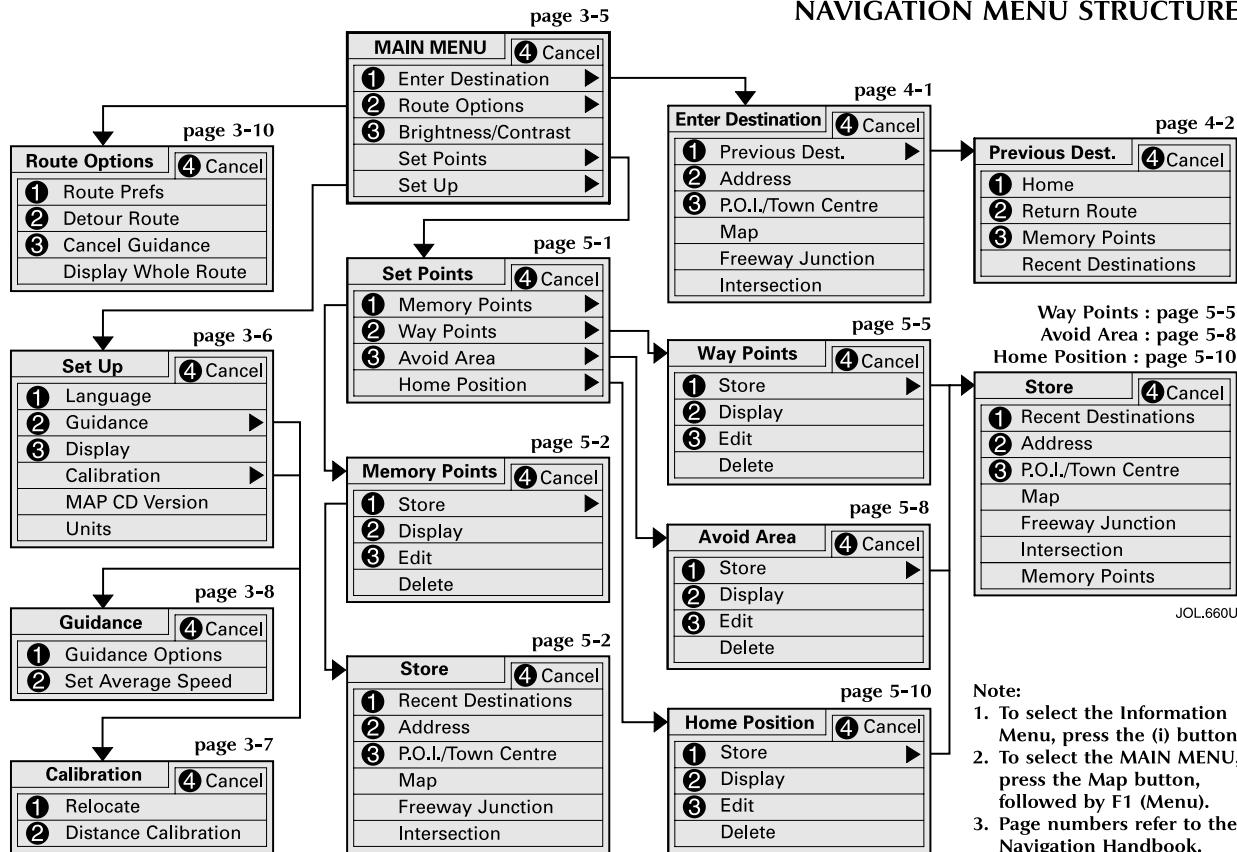 NAVIGATION MENU STRUCTURE
page 3-5
MAIN MENU
4 Cancel
1 Enter Destination
2 Route Options
3 Brightness/Contrast
Set Points
Set Up
page 3-10
Route Options
4 Cancel
1 Route Prefs
2 Detour Route
3 Cancel Guidance
Display Whole Route
page 3-6
Set Up
4 Cancel
1 Language
2 Guidance
3 Display
Calibration
MAP CD Version
Units
page 3-8
Guidance
4 Cancel
1 Guidance Options
2 Set Average Speed
page 3-7
Calibration
4 Cancel
1 Relocate
2 Distance Calibration
page 5-1
Set Points
4 Cancel
1 Memory Points
2 Way Points
3 Avoid Area
Home Position
page 5-2
Memory Points
4 Cancel
1 Store
2 Display
3 Edit
Delete
page 5-2
Store
4 Cancel
1 Recent Destinations
2 Address
3 P.O.I./Town Centre
Map
Freeway Junction
Intersection
page 4-1
Enter Destination
4 Cancel
1 Previous Dest.
2 Address
3 P.O.I./Town Centre
Map
Freeway Junction
Intersection
page 5-5
Way Points
4 Cancel
1 Store
2 Display
3 Edit
Delete
page 5-8
Avoid Area
4 Cancel
1 Store
2 Display
3 Edit
Delete
page 5-10
Home Position
4 Cancel
1 Store
2 Display
3 Edit
Delete
page 4-2
Previous Dest.
4 Cancel
1 Home
2 Return Route
3 Memory Points
Recent Destinations
Way Points : page 5-5
Avoid Area : page 5-8
Home Position : page 5-10
Store
4 Cancel
1 Recent Destinations
2 Address
3 P.O.I./Town Centre
Map
Freeway Junction
Intersection
Memory Points
JOL.660U
Note:
1. To select the Information
Menu, press the (i) button
2. To select the MAIN MENU,
press the Map button,
followed by F1 (Menu).
3. Page numbers refer to the
Navigation Handbook.